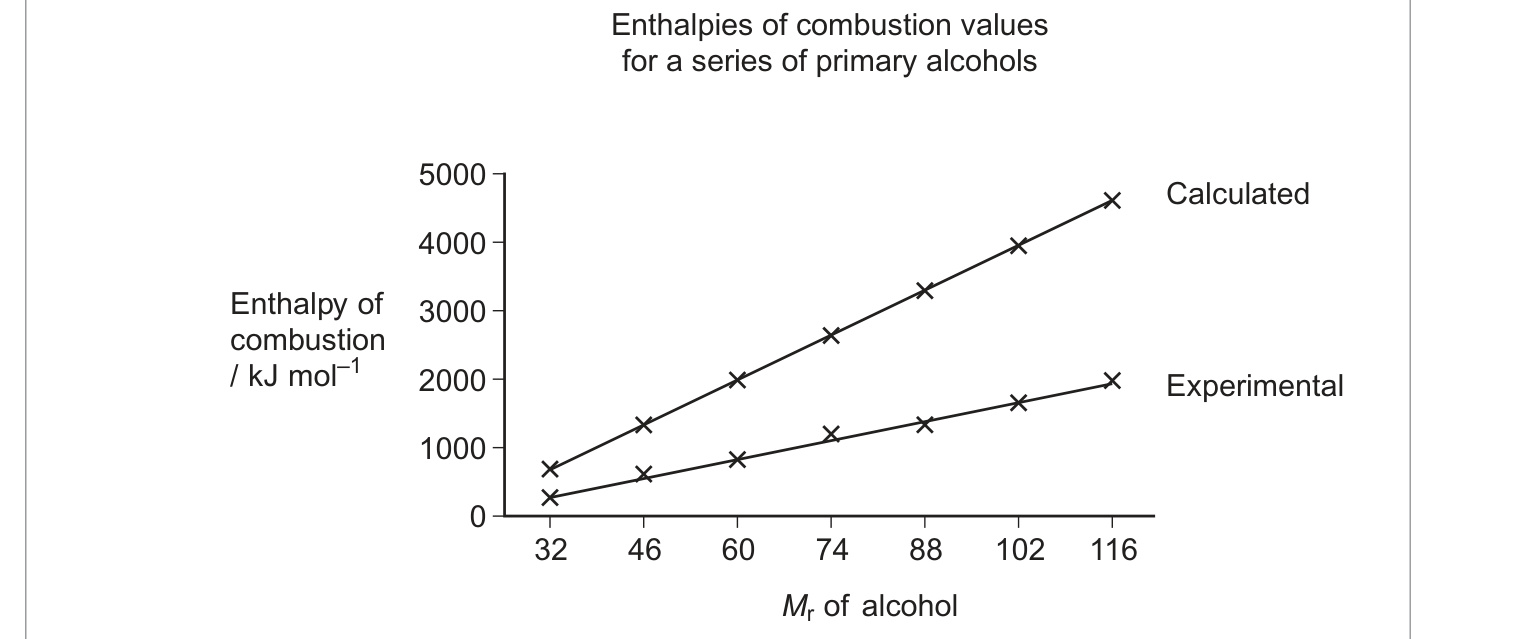 Enthalpies of combustion values
for a series of primary alcohols
5000
4000
3000
2000
1000
0
Enthalpy of
combustion
/ kJ mol⁻¹
Calculated
Experimental
32 46 60 74 88 102 116
Mᵣ of alcohol